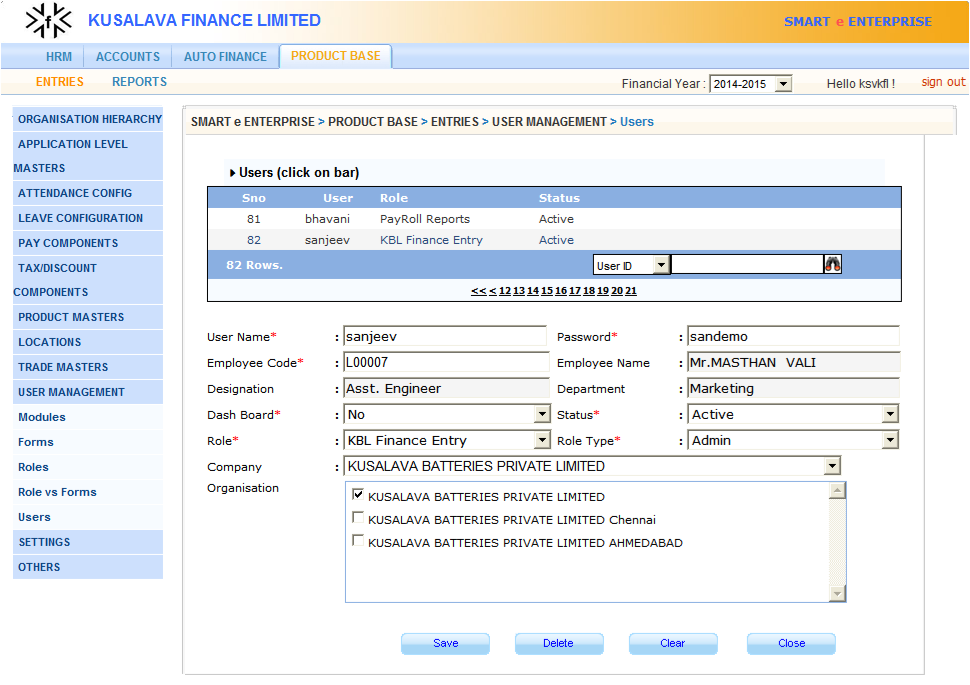 KUSALAVA FINANCE LIMITED
SMART e ENTERPRISE
HRM ACCOUNTS AUTO FINANCE PRODUCT BASE
ENTRIES REPORTS Financial Year : 2014-2015 Hello ksvkfl ! sign out
ORGANISATION HIERARCHY
APPLICATION LEVEL
MASTERS
ATTENDANCE CONFIG
LEAVE CONFIGURATION
PAY COMPONENTS
TAX/DISCOUNT
COMPONENTS
PRODUCT MASTERS
LOCATIONS
TRADE MASTERS
USER MANAGEMENT
Modules
Forms
Roles
Role vs Forms
Users
SETTINGS
OTHERS
SMART e ENTERPRISE > PRODUCT BASE > ENTRIES > USER MANAGEMENT > Users
Users (click on bar)
Sno User Role Status
81 bhavani PayRoll Reports Active
82 sanjeev KBL Finance Entry Active
82 Rows. User ID
<< < 12 13 14 15 16 17 18 19 20 21
User Name* : sanjeev Password* : sandemo
Employee Code* : L00007 Employee Name : Mr.MASTHAN VALI
Designation : Asst. Engineer Department : Marketing
Dash Board* : No Status* : Active
Role* : KBL Finance Entry Role Type* : Admin
Company : KUSALAVA BATTERIES PRIVATE LIMITED
Organisation
KUSALAVA BATTERIES PRIVATE LIMITED
KUSALAVA BATTERIES PRIVATE LIMITED Chennai
KUSALAVA BATTERIES PRIVATE LIMITED AHMEDABAD
Save Delete Clear Close